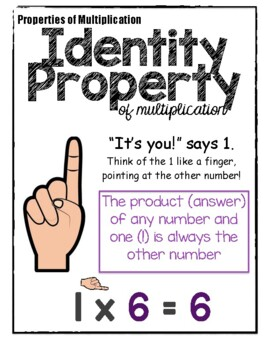 Properties of Multiplication
Identity
Property
of multiplication
“It’s you!” says 1.
Think of the 1 like a finger,
pointing at the other number!
The product (answer)
of any number and
one (1) is always the
other number
1 x 6 = 6